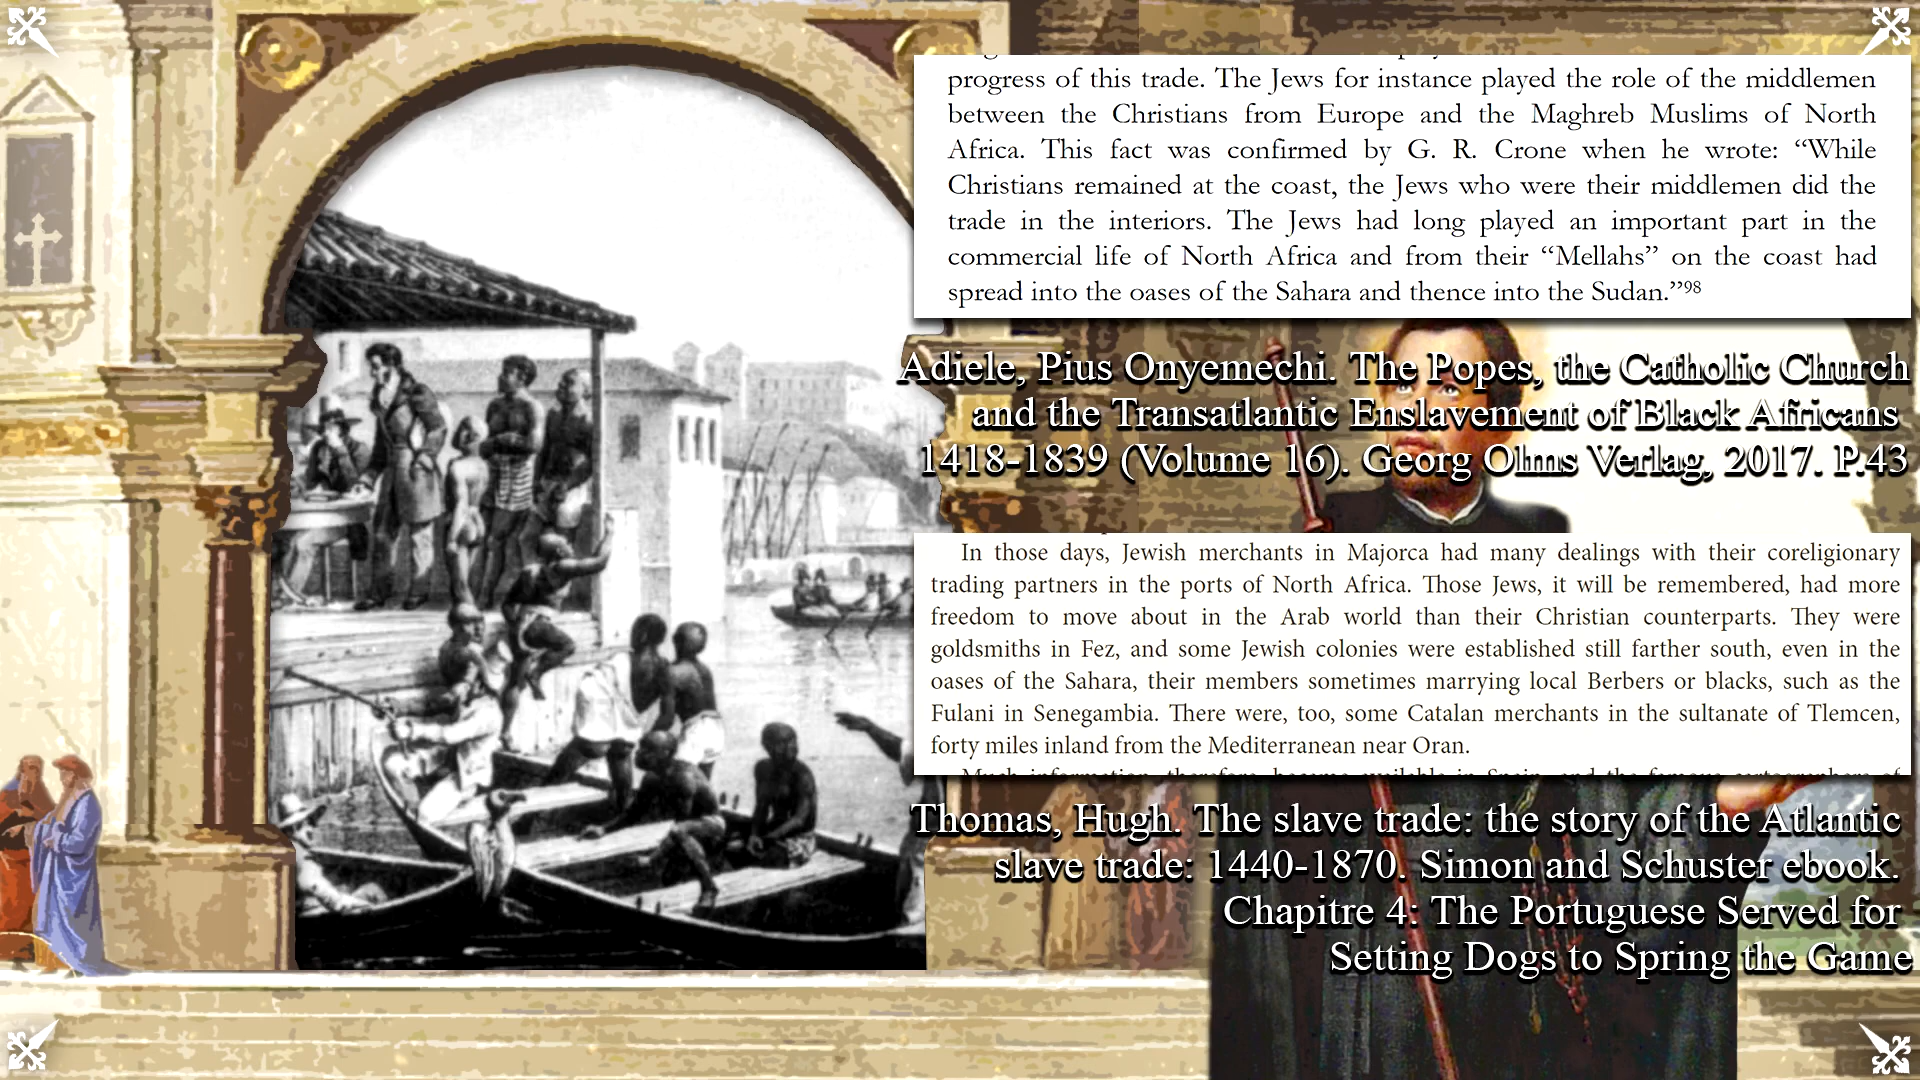 progress of this trade. The Jews for instance played the role of the middlemen
between the Christians from Europe and the Maghreb Muslims of North
Africa. This fact was confirmed by G. R. Crone when he wrote: “While
Christians remained at the coast, the Jews who were their middlemen did the
trade in the interiors. The Jews had long played an important part in the
commercial life of North Africa and from their “Mellahs” on the coast had
spread into the oases of the Sahara and thence into the Sudan.”98
Adiele, Pius Onyemechi. The Popes, the Catholic Church
and the Transatlantic Enslavement of Black Africans
1418-1839 (Volume 16). Georg Olms Verlag, 2017. P.43
In those days, Jewish merchants in Majorca had many dealings with their coreligionary
trading partners in the ports of North Africa. Those Jews, it will be remembered, had more
freedom to move about in the Arab world than their Christian counterparts. They were
goldsmiths in Fez, and some Jewish colonies were established still farther south, even in the
oases of the Sahara, their members sometimes marrying local Berbers or blacks, such as the
Fulani in Senegambia. There were, too, some Catalan merchants in the sultanate of Tlemcen,
forty miles inland from the Mediterranean near Oran.
Thomas, Hugh. The slave trade: the story of the Atlantic
slave trade: 1440-1870. Simon and Schuster ebook.
Chapitre 4: The Portuguese Served for
Setting Dogs to Spring the Game